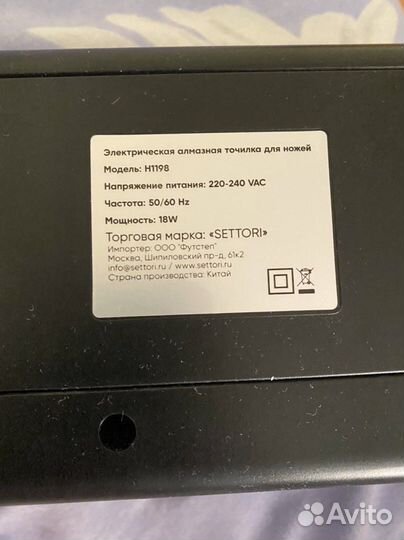 Электрическая алмазная точилка для ножей
Модель: H1198
Напряжение питания: 220-240 VAC
Частота: 50/60 Hz
Мощность: 18W
Торговая марка: «SETTORI»
Импортер: ООО "Футстеп"
Москва, Шипиловский пр-д, 61к2
info@settori.ru / www.settori.ru
Страна производства: Китай
Avito